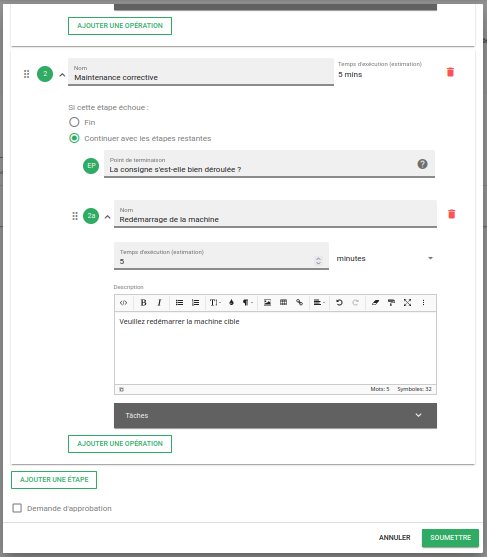 AJOUTER UNE OPÉRATION
2
Nom
Maintenance corrective
Temps d'exécution (estimation)
5 mins
Si cette étape échoue :
Fin
Continuer avec les étapes restantes
EP
Point de terminaison
La consigne s'est-elle bien déroulée ?
?
2a
Nom
Redémarrage de la machine
Temps d'exécution (estimation)
5
minutes
Description
Veuillez redémarrer la machine cible
Mots: 5 Symboles: 32
Tâches
AJOUTER UNE OPÉRATION
AJOUTER UNE ÉTAPE
Demande d'approbation
ANNULER
SOUMETTRE